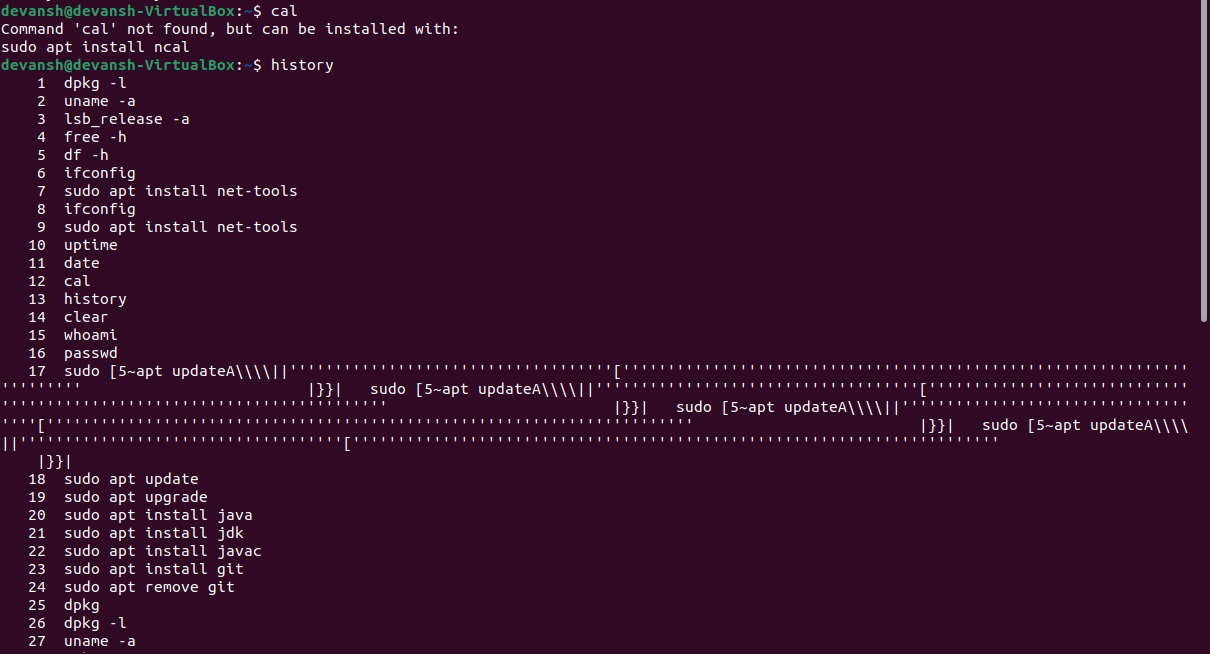 devansh@devansh-VirtualBox:~$ cal
Command 'cal' not found, but can be installed with:
sudo apt install ncal
devansh@devansh-VirtualBox:~$ history
    1  dpkg -l
    2  uname -a
    3  lsb_release -a
    4  free -h
    5  df -h
    6  ifconfig
    7  sudo apt install net-tools
    8  ifconfig
    9  sudo apt install net-tools
   10  uptime
   11  date
   12  cal
   13  history
   14  clear
   15  whoami
   16  passwd
   17  sudo [5~apt updateA\\\\||''''''''''''''''''''''''''''''''''''['''''''''''''''''''''''''''''''''''''''''''''''''''''''''''''''
'''''''''                         |}}|   sudo [5~apt updateA\\\\||''''''''''''''''''''''''''''''''''''['''''''''''''''''''''''''''''
'''''''''''''''''''''''''''''''''''''''''''                         |}}|   sudo [5~apt updateA\\\\||''''''''''''''''''''''''''''''''
''''[''''''''''''''''''''''''''''''''''''''''''''''''''''''''''''''''''''''''                         |}}|   sudo [5~apt updateA\\\\
||''''''''''''''''''''''''''''''''''''[''''''''''''''''''''''''''''''''''''''''''''''''''''''''''''''''''''''''
    |}}|
   18  sudo apt update
   19  sudo apt upgrade
   20  sudo apt install java
   21  sudo apt install jdk
   22  sudo apt install javac
   23  sudo apt install git
   24  sudo apt remove git
   25  dpkg
   26  dpkg -l
   27  uname -a